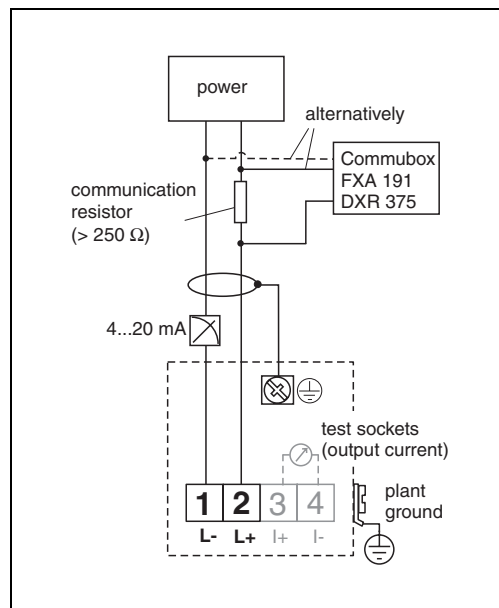 power
alternatively
Commubox
FXA 191
DXR 375
communication
resistor
(> 250 Ω)
4...20 mA
test sockets
(output current)
1 2 3 4
L- L+ I+ I-
plant
ground